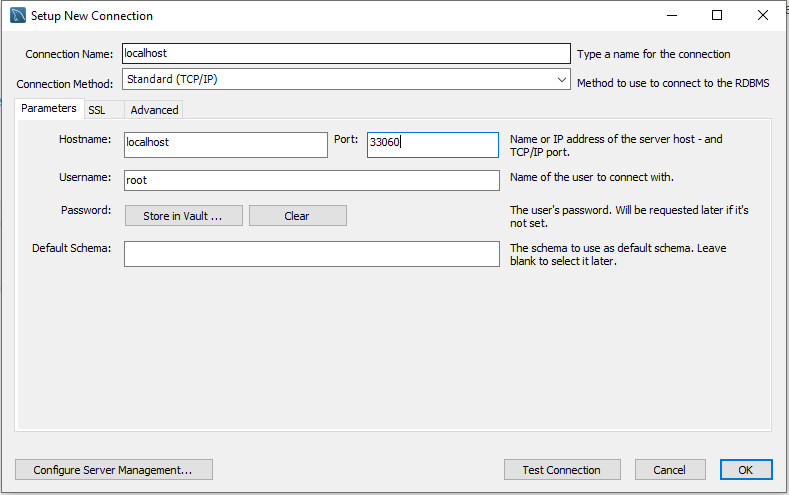 Setup New Connection
Connection Name: localhost Type a name for the connection
Connection Method: Standard (TCP/IP) Method to use to connect to the RDBMS
Parameters SSL Advanced
Hostname: localhost Port: 33060 Name or IP address of the server host - and
TCP/IP port.
Username: root Name of the user to connect with.
Password: Store in Vault ... Clear The user's password. Will be requested later if it's
not set.
Default Schema: The schema to use as default schema. Leave
blank to select it later.
Configure Server Management... Test Connection Cancel OK